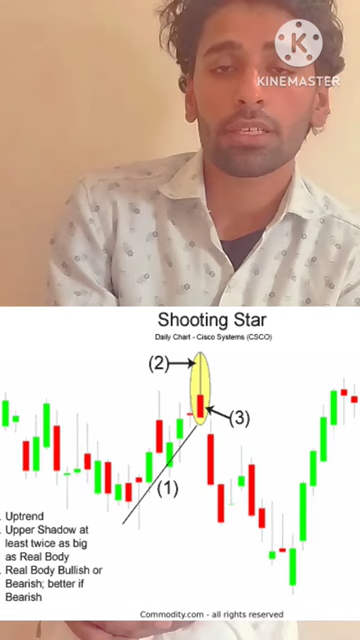 KINEMASTER
Shooting Star
Daily Chart - Cisco Systems (CSCO)
(2)
(3)
(1)
. Uptrend
. Upper Shadow at
least twice as big
as Real Body
. Real Body Bullish or
Bearish; better if
Bearish
Commodity.com - all rights reserved